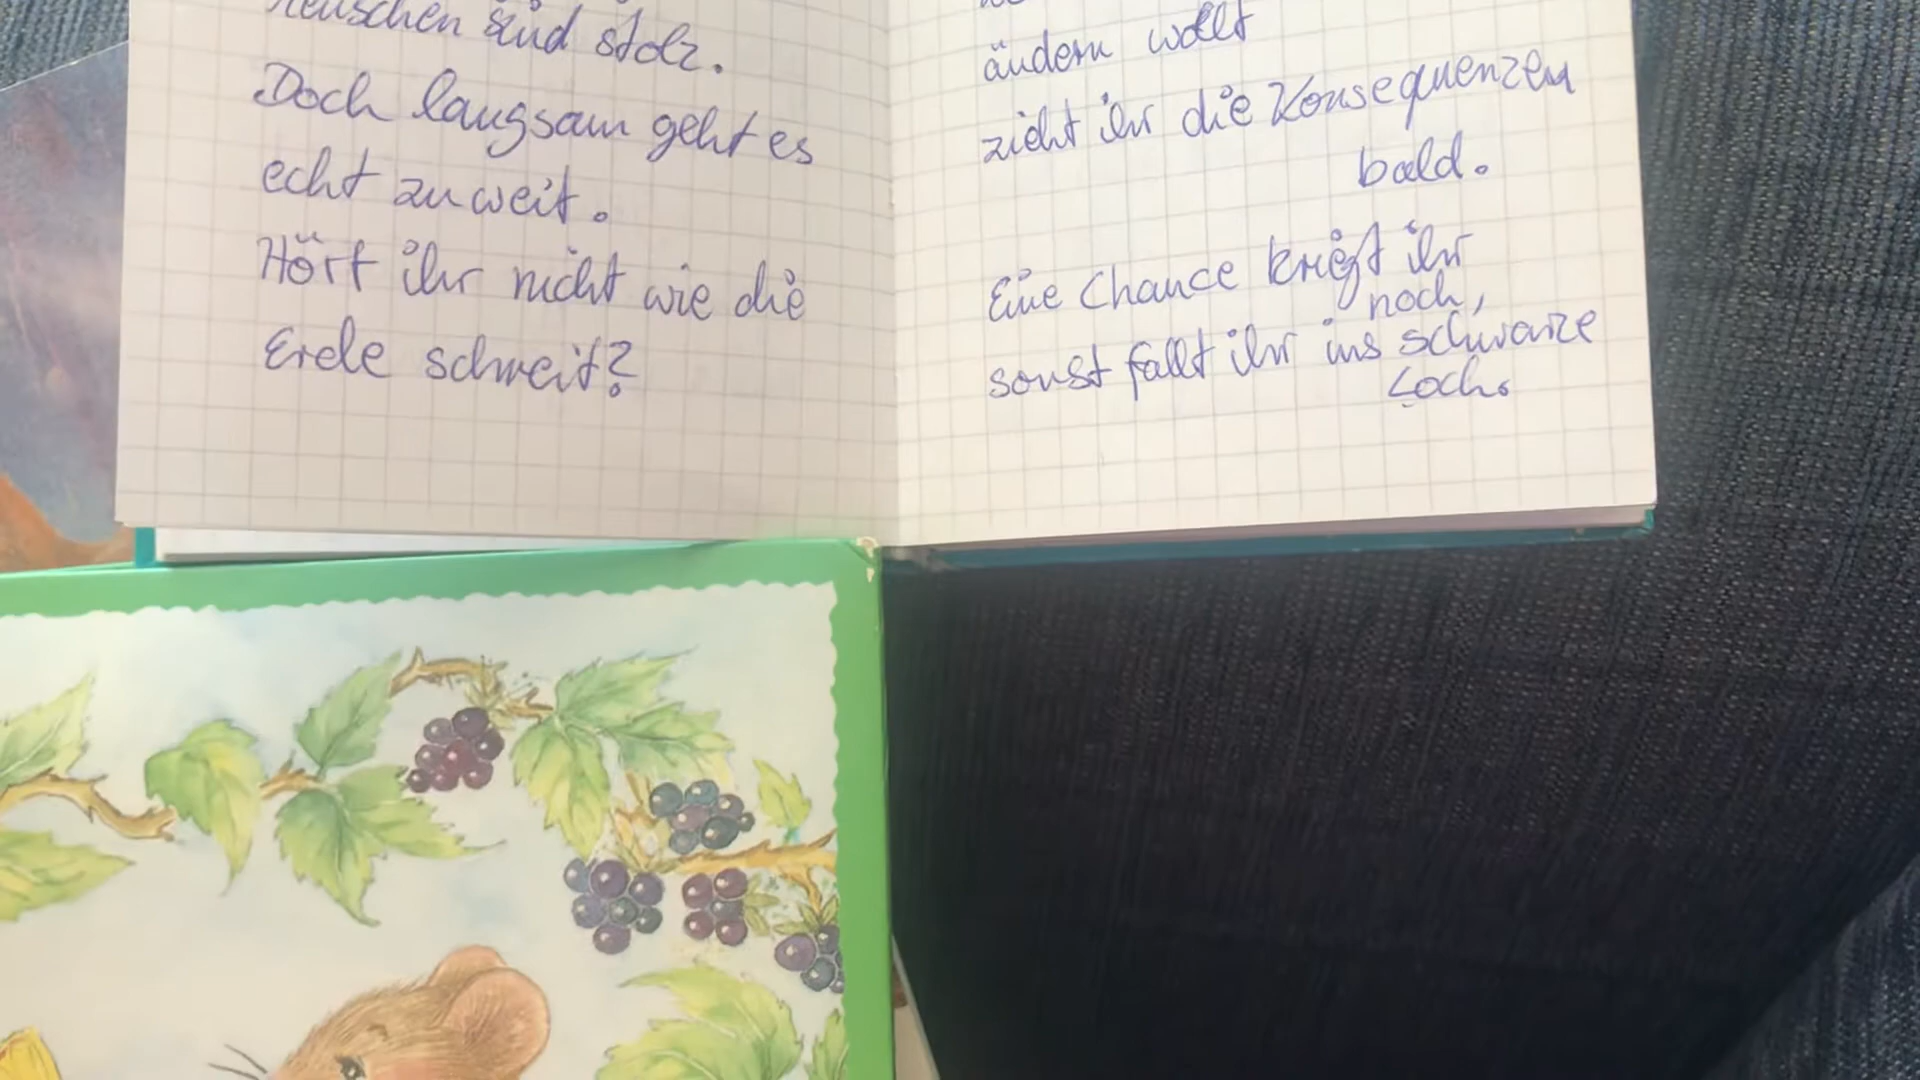 Menschen sind stolz.
Doch langsam geht es
echt zu weit.
Hört ihr nicht wie die
Erde schreit?
ändern wollt
zieht ihr die Konsequenzen
bald.
Eine Chance kriegt ihr
noch,
sonst fallt ihr ins schwarze
Loch.